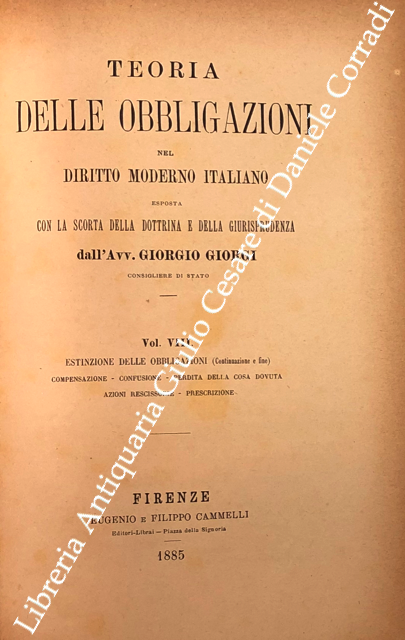 TEORIA
DELLE OBBLIGAZIONI
NEL
DIRITTO MODERNO ITALIANO
ESPOSTA
CON LA SCORTA DELLA DOTTRINA E DELLA GIURISPRUDENZA
dall'Avv. GIORGIO GIORGI
CONSIGLIERE DI STATO
Vol. VIII.
ESTINZIONE DELLE OBBLIGAZIONI (Continuazione e fine)
COMPENSAZIONE - CONFUSIONE - PERDITA DELLA COSA DOVUTA
AZIONI RESCISSORIE - PRESCRIZIONE.
FIRENZE
EUGENIO E FILIPPO CAMMELLI
Editori-Librai — Piazza della Signoria
1885
Libreria Antiquaria Giulio Cesare di Daniele Corradi